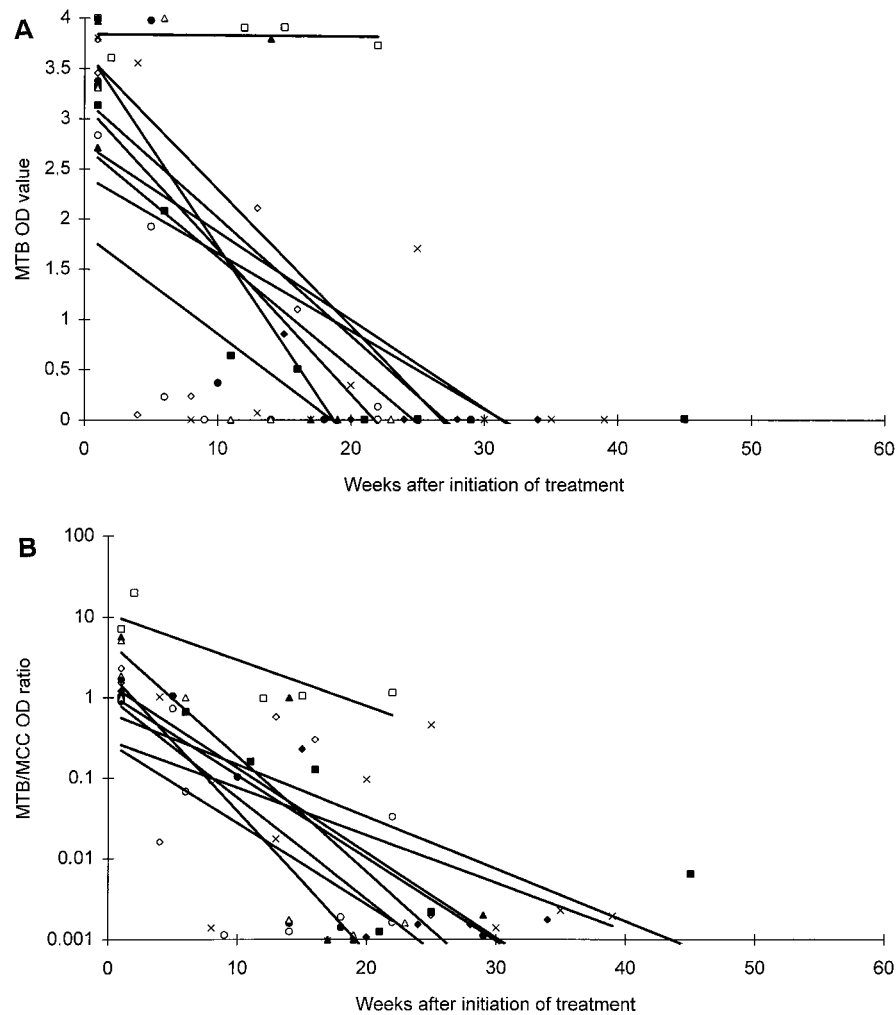 A
4
3.5
3
2.5
2
1.5
1
0.5
0
MTB OD value
0 10 20 30 40 50 60
Weeks after initiation of treatment
B
100
10
1
0.1
0.01
0.001
MTB/MCC OD ratio
0 10 20 30 40 50 60
Weeks after initiation of treatment